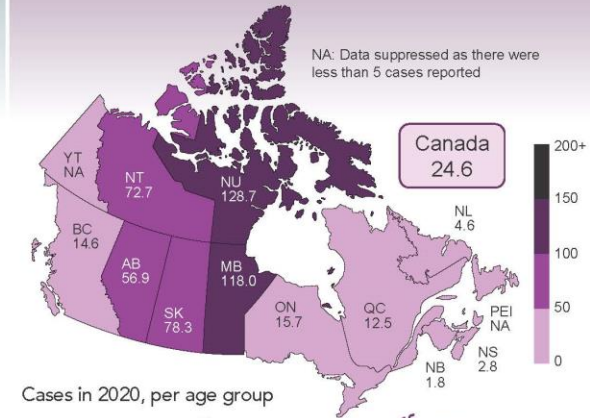 NA: Data suppressed as there were
less than 5 cases reported
Canada
24.6
200+
150
100
50
0
YT
NA
NT
72.7
NU
128.7
BC
14.6
AB
56.9
SK
78.3
MB
118.0
ON
15.7
QC
12.5
NL
4.6
PEI
NA
NS
2.8
NB
1.8
Cases in 2020, per age group